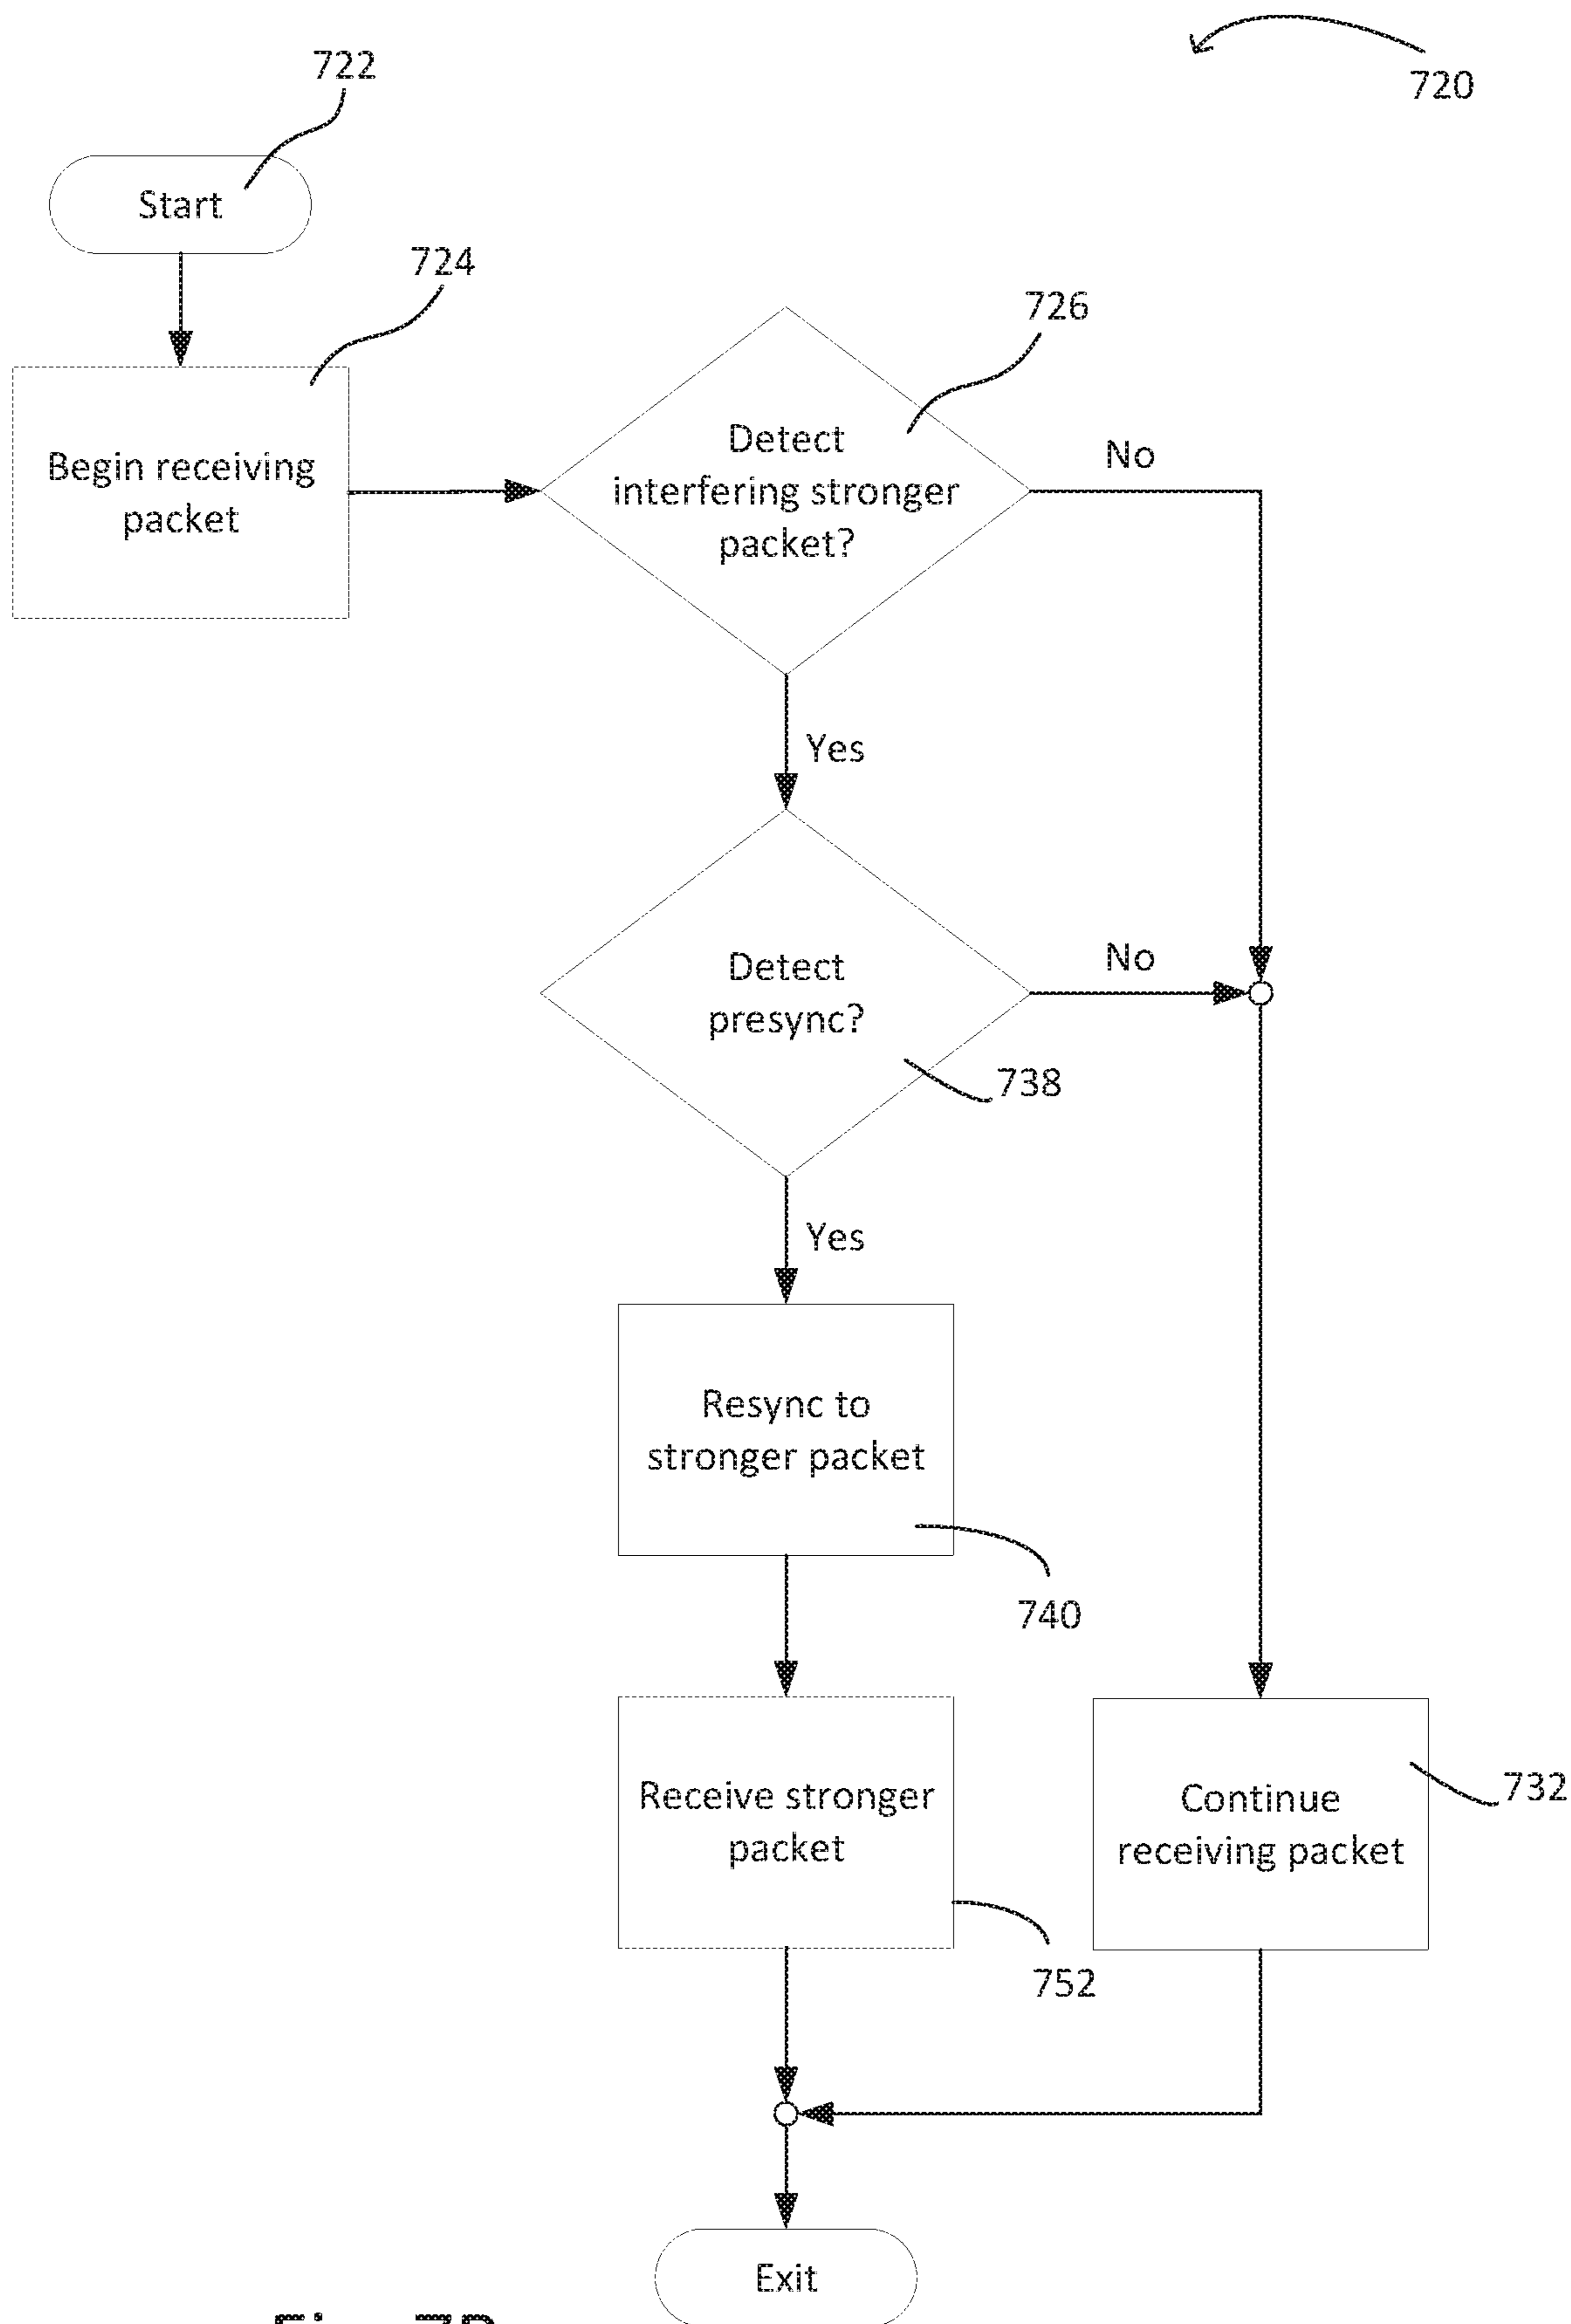 720
722
Start
724
Begin receiving
packet
726
Detect
interfering stronger
packet?
No
Yes
Detect
presync?
No
738
Yes
Resync to
stronger packet
740
Receive stronger
packet
752
Continue
receiving packet
732
Exit